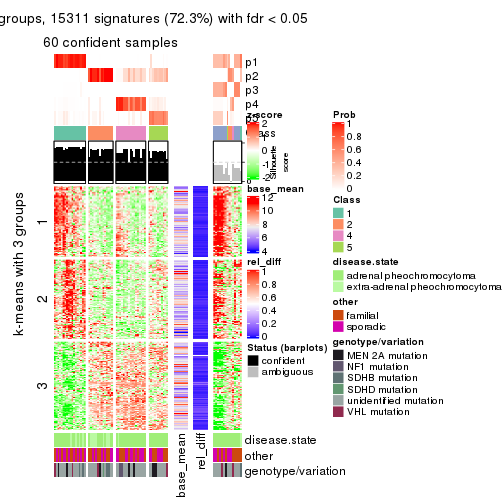 groups, 15311 signatures (72.3%) with fdr < 0.05
60 confident samples
p1
p2
p3
p4
z-score
2
1
0
-1
-2
Silhouette
score
base_mean
12
10
8
6
4
rel_diff
1
0.8
0.6
0.4
0.2
0
Status (barplots)
confident
ambiguous
Prob
1
0.8
0.6
0.4
0.2
0
Class
1
2
4
5
disease.state
adrenal pheochromocytoma
extra-adrenal pheochromocytoma
other
familial
sporadic
genotype/variation
MEN 2A mutation
NF1 mutation
SDHB mutation
SDHD mutation
unidentified mutation
VHL mutation
k-means with 3 groups
1
2
3
disease.state
other
genotype/variation
base_mean
rel_diff